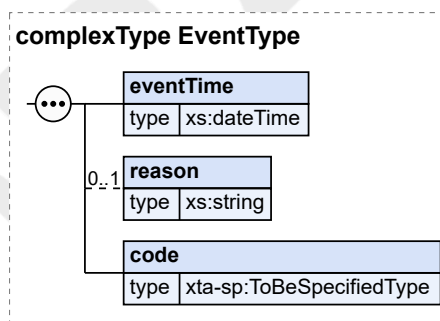 complexType EventType
eventTime
type xs:dateTime
0..1 reason
type xs:string
code
type xta-sp:ToBeSpecifiedType